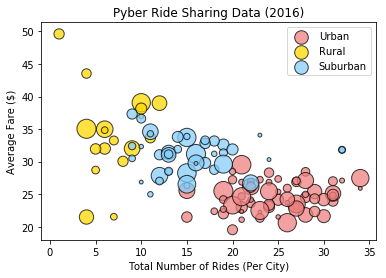 Pyber Ride Sharing Data (2016)
Urban
Rural
Suburban
Average Fare ($)
50
45
40
35
30
25
20
0 5 10 15 20 25 30 35
Total Number of Rides (Per City)